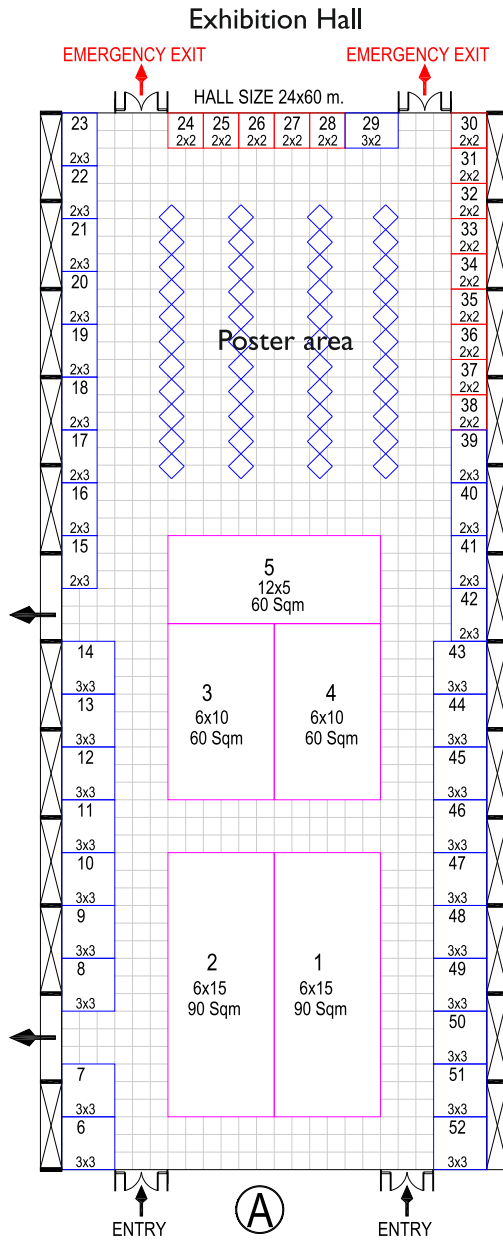 Exhibition Hall
EMERGENCY EXIT
EMERGENCY EXIT
HALL SIZE 24x60 m.
23
2x3
22
2x3
21
2x3
20
2x3
19
2x3
18
2x3
17
2x3
16
2x3
15
2x3
14
3x3
13
3x3
12
3x3
11
3x3
10
3x3
9
3x3
8
3x3
7
3x3
6
3x3
24
2x2
25
2x2
26
2x2
27
2x2
28
2x2
29
3x2
Poster area
5
12x5
60 Sqm
3
6x10
60 Sqm
4
6x10
60 Sqm
2
6x15
90 Sqm
1
6x15
90 Sqm
30
2x2
31
2x2
32
2x2
33
2x2
34
2x2
35
2x2
36
2x2
37
2x2
38
2x2
39
2x3
40
2x3
41
2x3
42
2x3
43
3x3
44
3x3
45
3x3
46
3x3
47
3x3
48
3x3
49
3x3
50
3x3
51
3x3
52
3x3
ENTRY
A
ENTRY